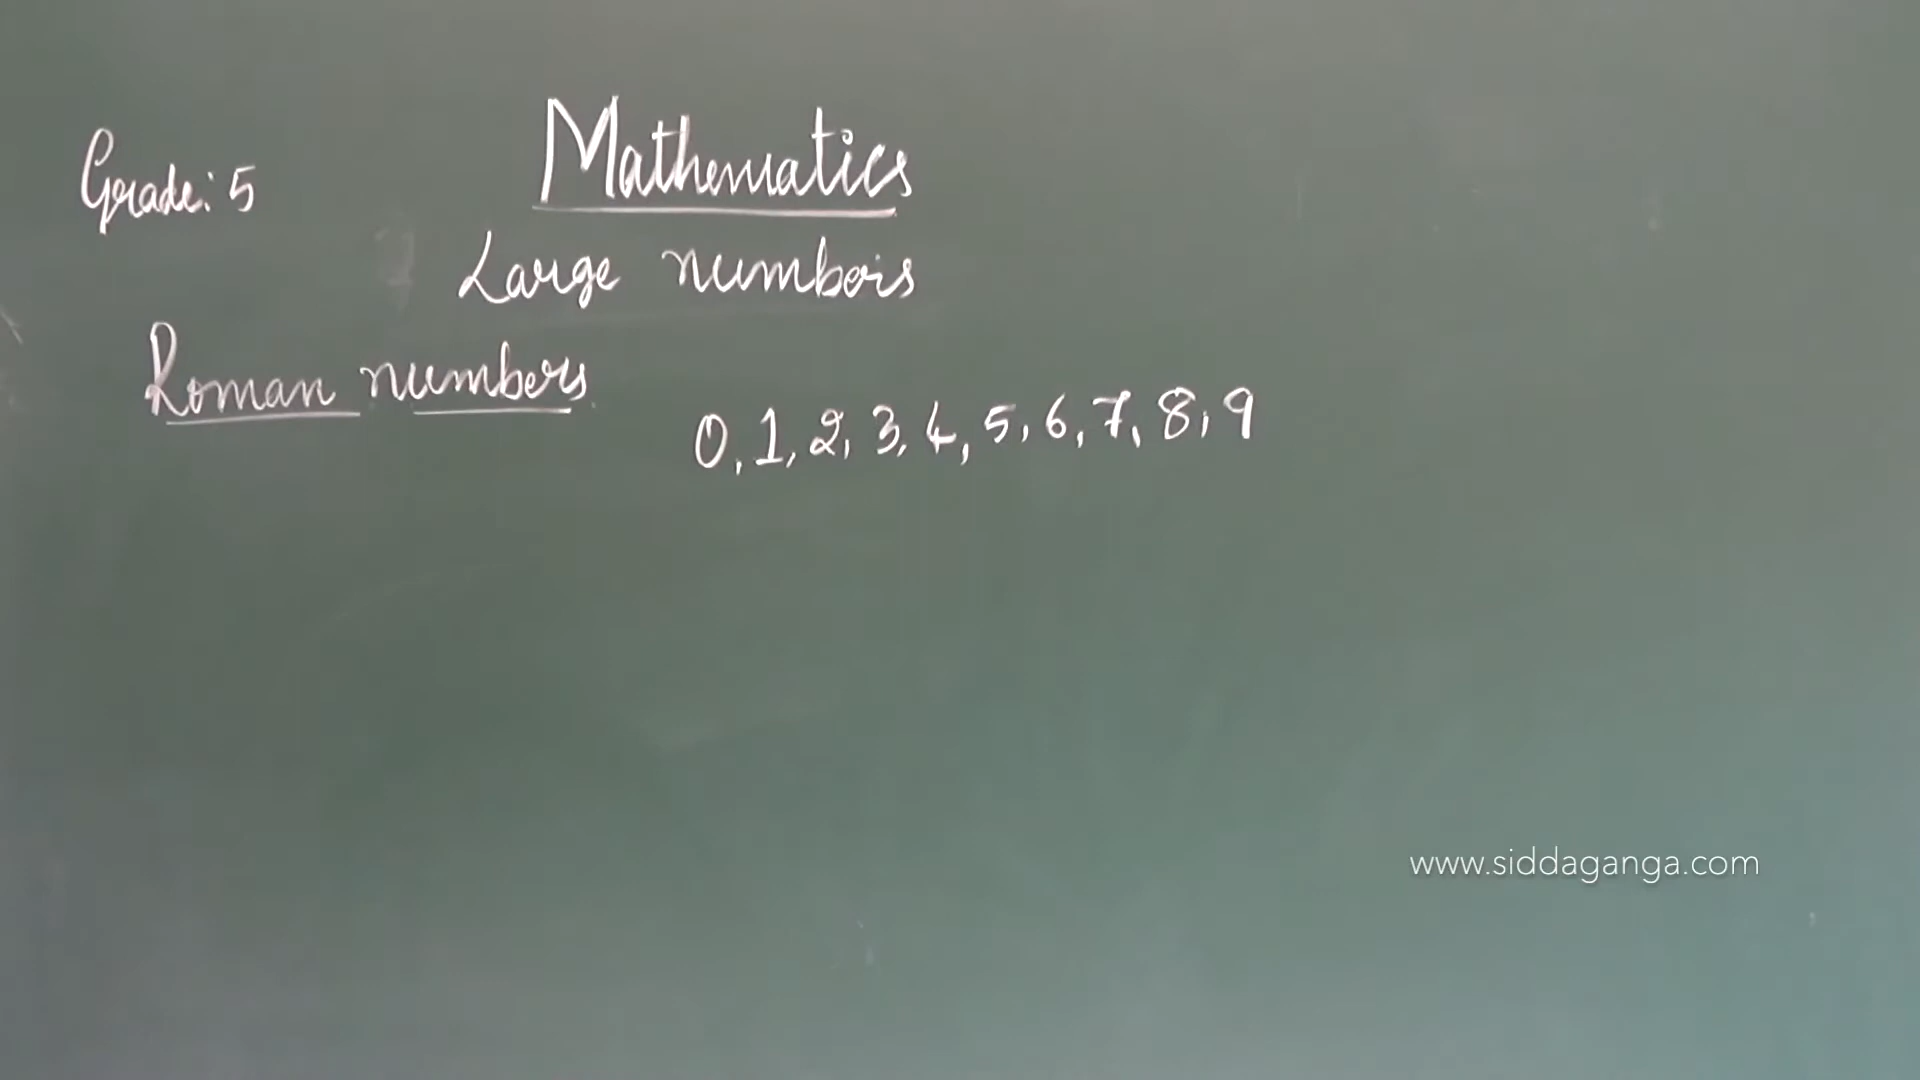 Grade: 5
Mathematics
Large numbers
Roman numbers
0, 1, 2, 3, 4, 5, 6, 7, 8, 9
www.siddaganga.com